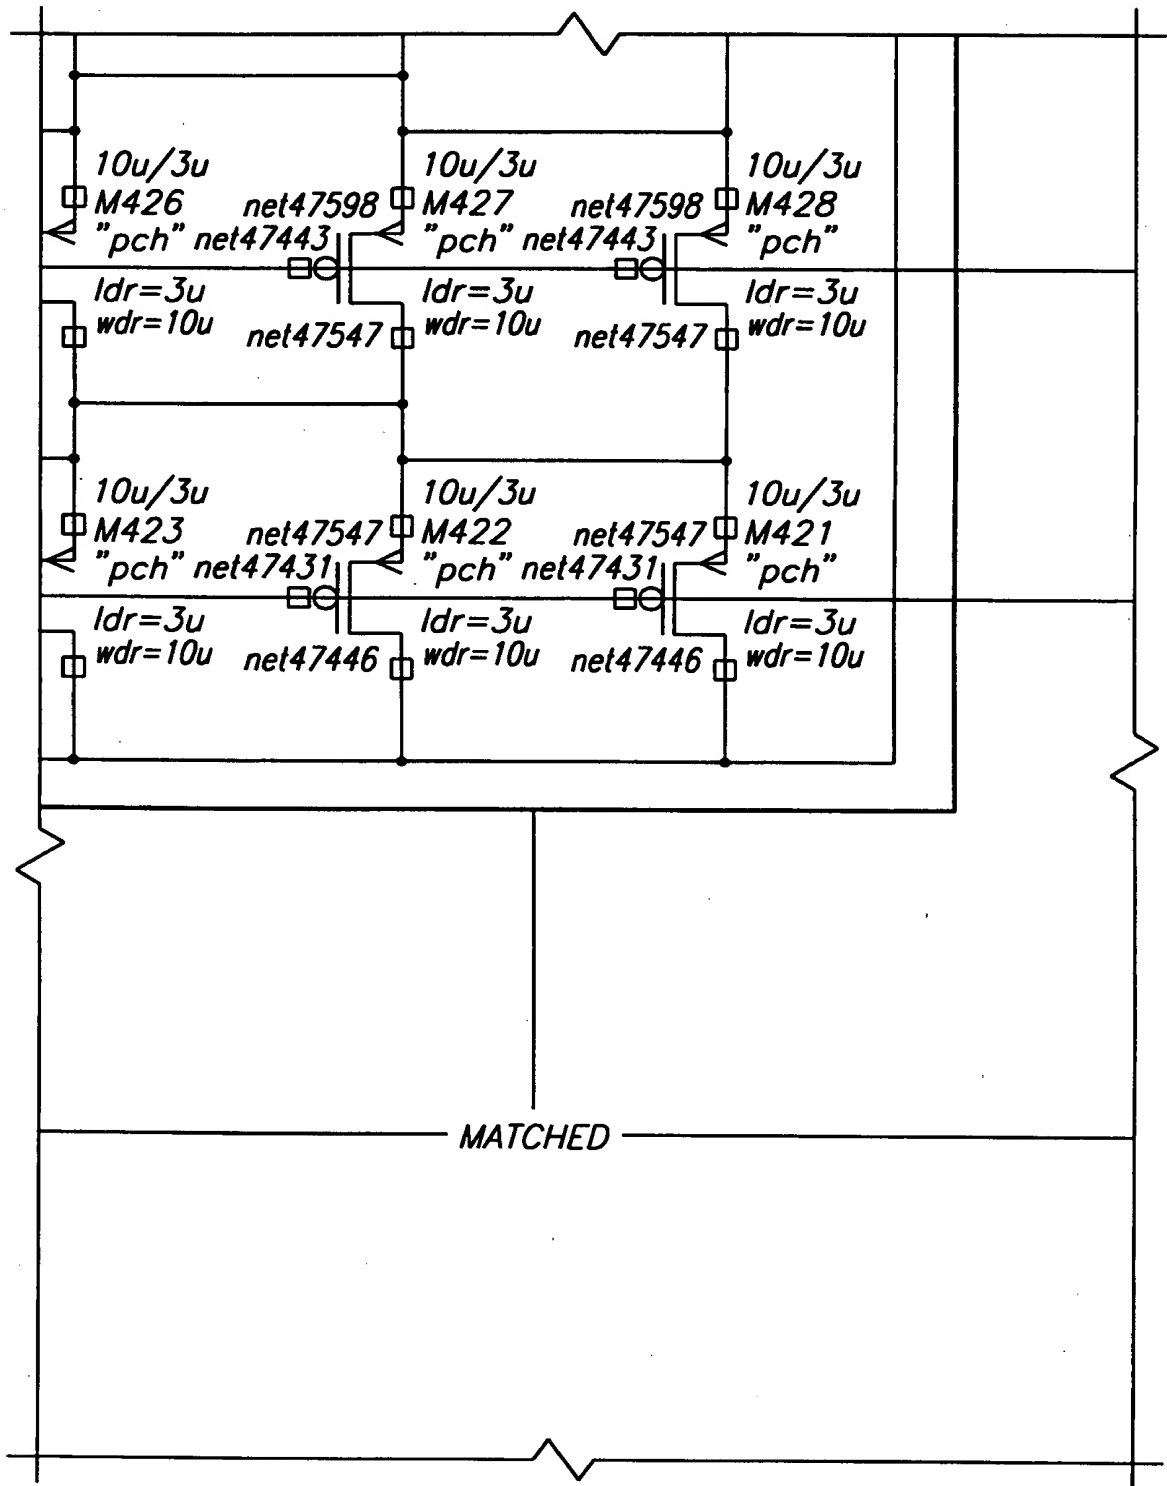 10u/3u 10u/3u 10u/3u
M426 net47598 M427 net47598 M428
"pch" net47443 "pch" net47443 "pch"
ldr=3u ldr=3u ldr=3u
wdr=10u net47547 wdr=10u net47547 wdr=10u
10u/3u 10u/3u 10u/3u
M423 net47547 M422 net47547 M421
"pch" net47431 "pch" net47431 "pch"
ldr=3u ldr=3u ldr=3u
wdr=10u net47446 wdr=10u net47446 wdr=10u
MATCHED